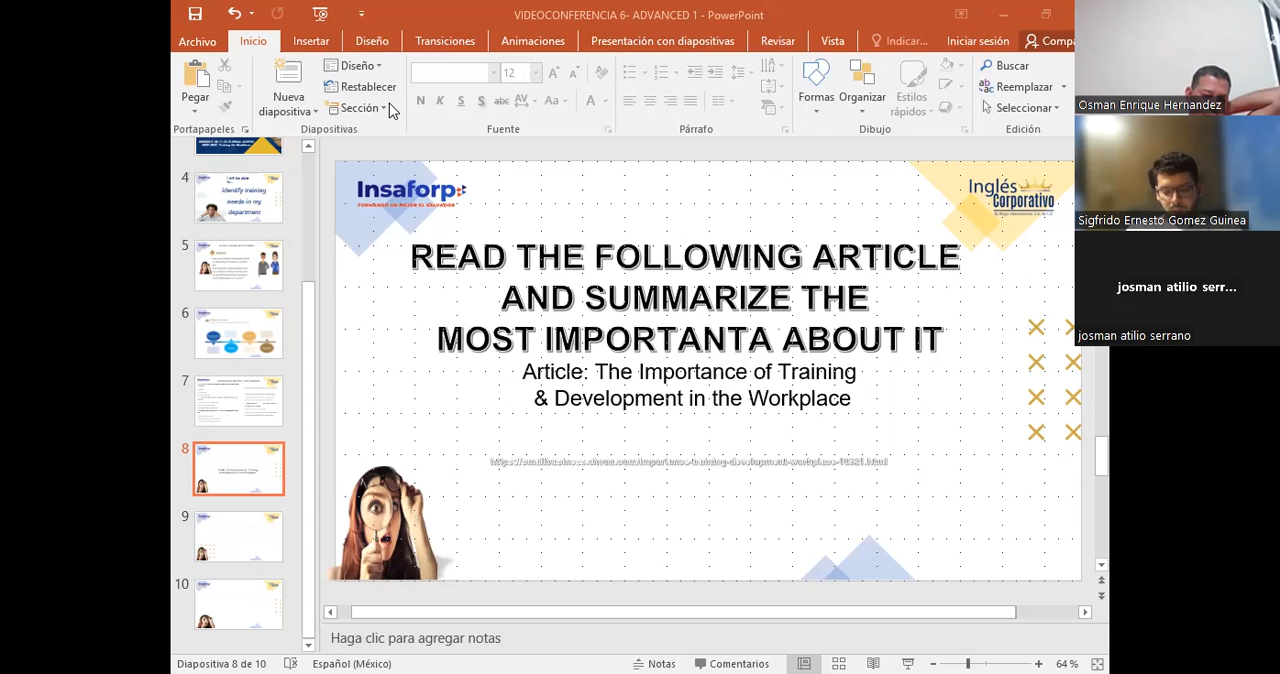 VIDEOCONFERENCIA 6- ADVANCED 1 - PowerPoint
Archivo Inicio Insertar Diseño Transiciones Animaciones Presentación con diapositivas Revisar Vista Indicar... Iniciar sesión Compa
Pegar
Nueva
diapositiva
Diseño
Restablecer
Sección
12
N K S S abc AV Aa A
Formas Organizar Estilos
rápidos
Buscar
Reemplazar
Seleccionar
Portapapeles Diapositivas Fuente Párrafo Dibujo Edición
Osman Enrique Hernandez
Sigfrido Ernesto Gomez Guinea
josman atilio serr...
josman atilio serrano
4
Identify training
needs in my
department
5
6
7
8
9
10
Insaforp
FORMANDO UN MEJOR EL SALVADOR
Inglés
Corporativo
READ THE FOLLOWING ARTICLE
AND SUMMARIZE THE
MOST IMPORTANTA ABOUT IT
Article: The Importance of Training
& Development in the Workplace
Haga clic para agregar notas
Diapositiva 8 de 10 Español (México) Notas Comentarios 64 %